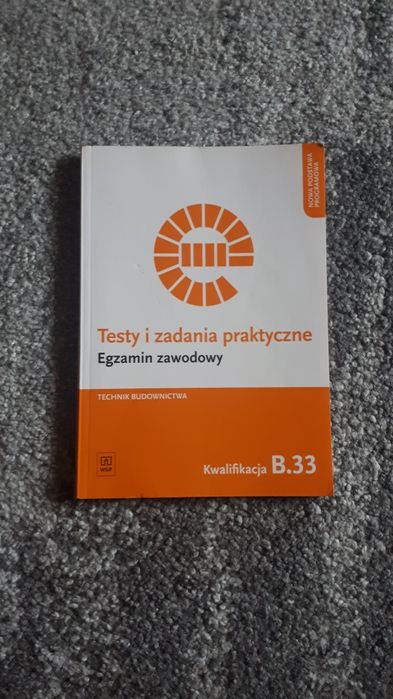 NOWA PODSTAWA
PROGRAMOWA
Testy i zadania praktyczne
Egzamin zawodowy
TECHNIK BUDOWNICTWA
WSiP
Kwalifikacja B.33